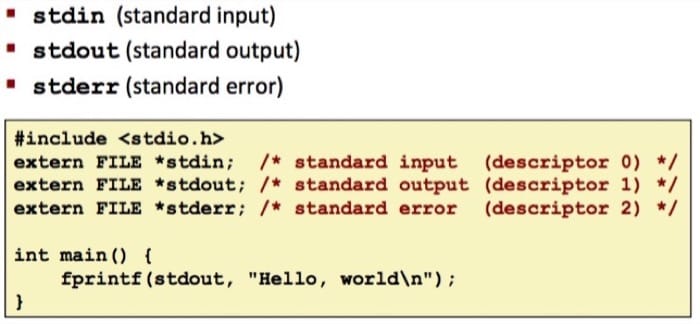 ▪ stdin (standard input)
▪ stdout (standard output)
▪ stderr (standard error)
#include <stdio.h>
extern FILE *stdin;  /* standard input  (descriptor 0) */
extern FILE *stdout; /* standard output (descriptor 1) */
extern FILE *stderr; /* standard error  (descriptor 2) */
int main() {
    fprintf(stdout, "Hello, world\n");
}